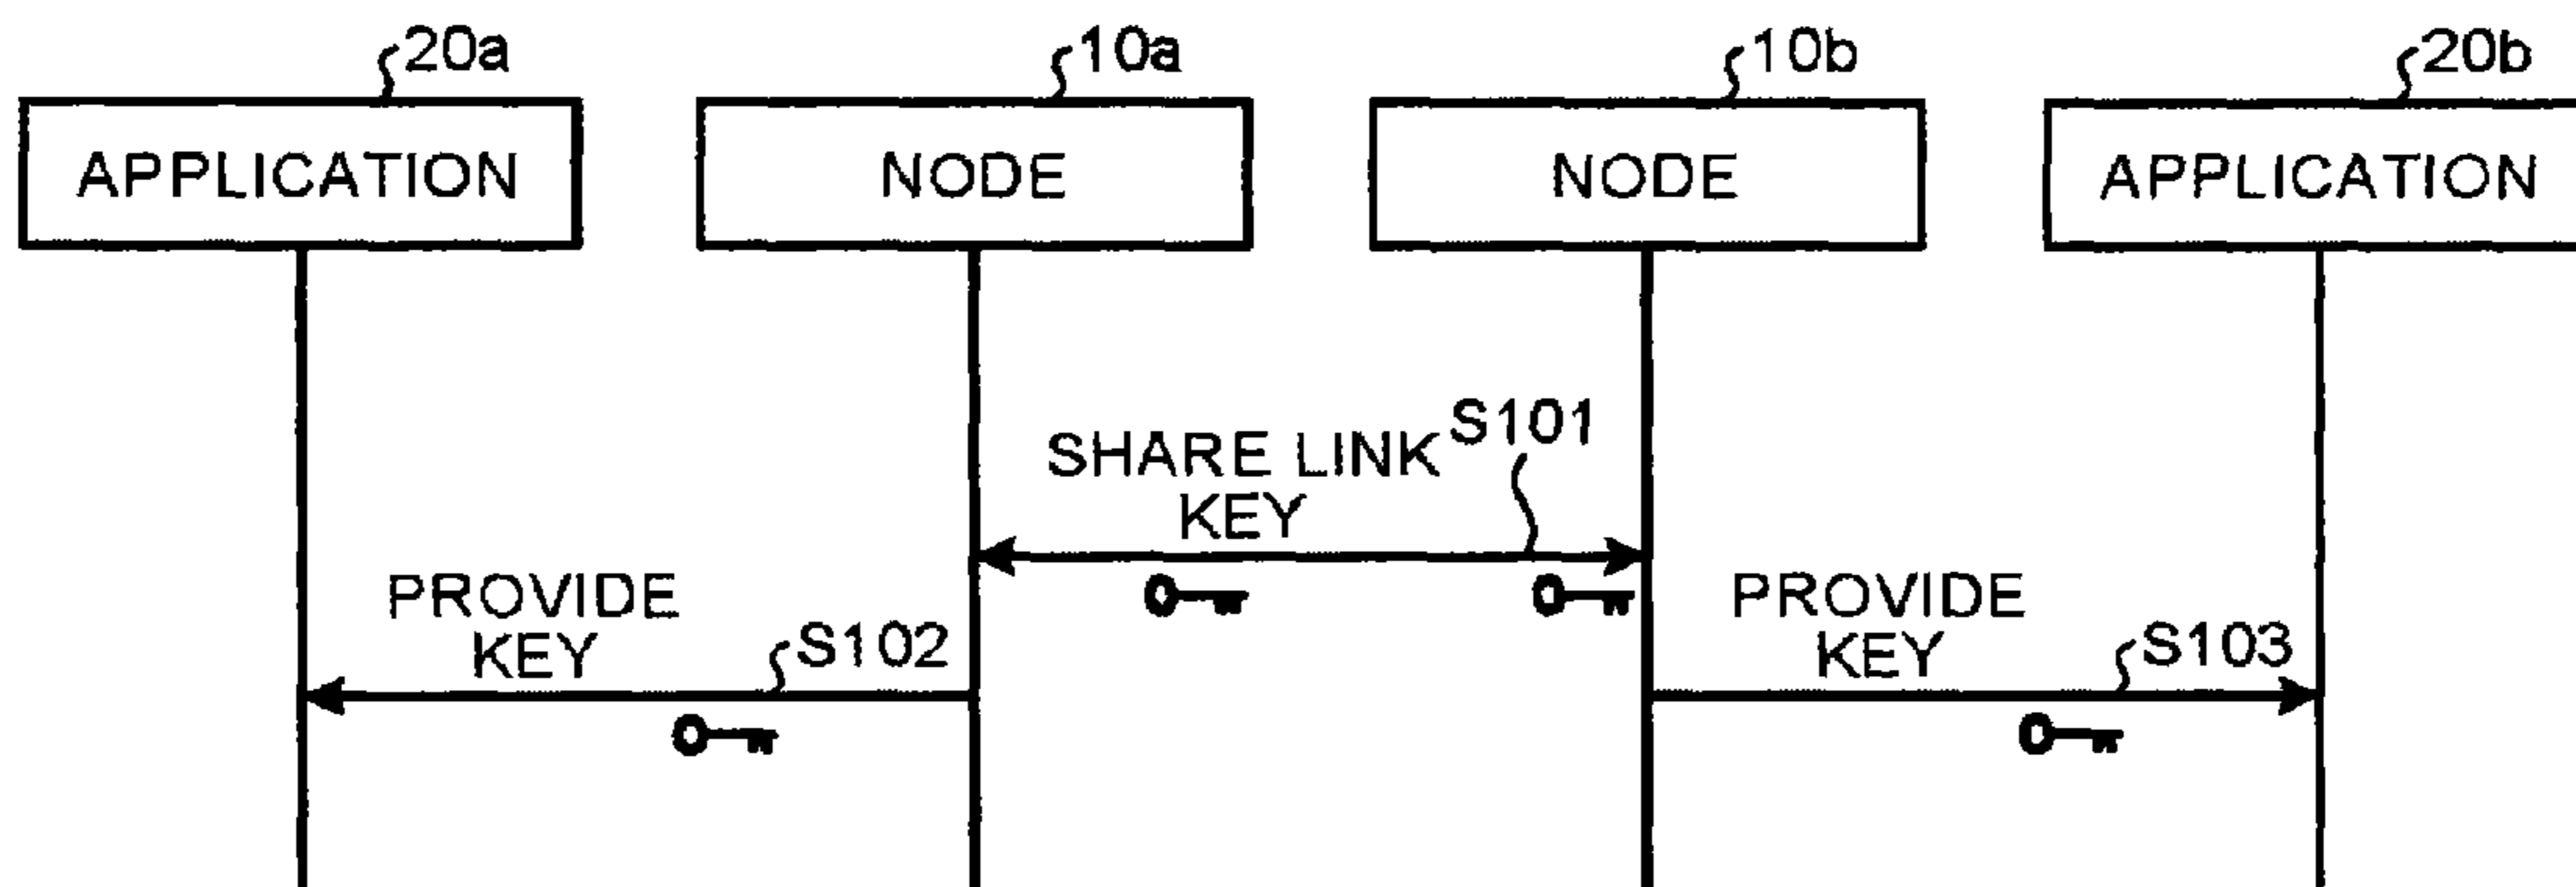 20a
10a
10b
20b
APPLICATION
NODE
NODE
APPLICATION
SHARE LINK
KEY
S101
PROVIDE
KEY
S102
PROVIDE
KEY
S103